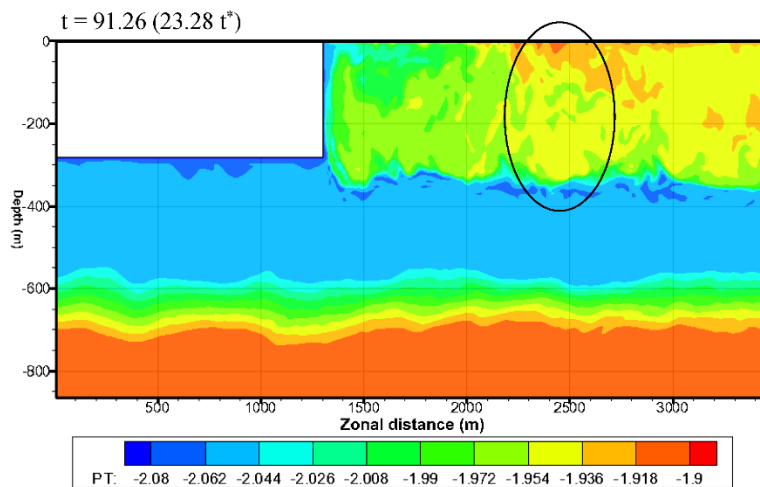 t = 91.26 (23.28 t*)
0
-200
-400
-600
-800
Depth (m)
500 1000 1500 2000 2500 3000
Zonal distance (m)
PT: -2.08 -2.062 -2.044 -2.026 -2.008 -1.99 -1.972 -1.954 -1.936 -1.918 -1.9